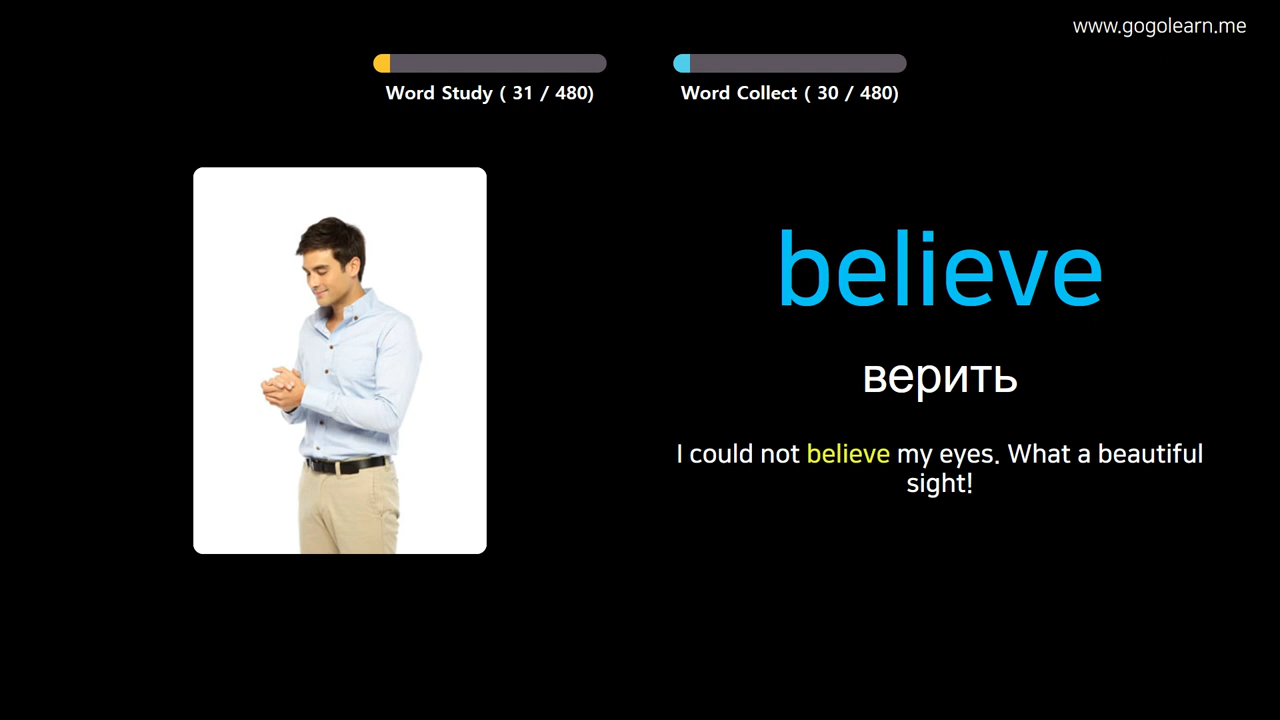 www.gogolearn.me
Word Study ( 31 / 480)
Word Collect ( 30 / 480)
believe
верить
I could not believe my eyes. What a beautiful
sight!